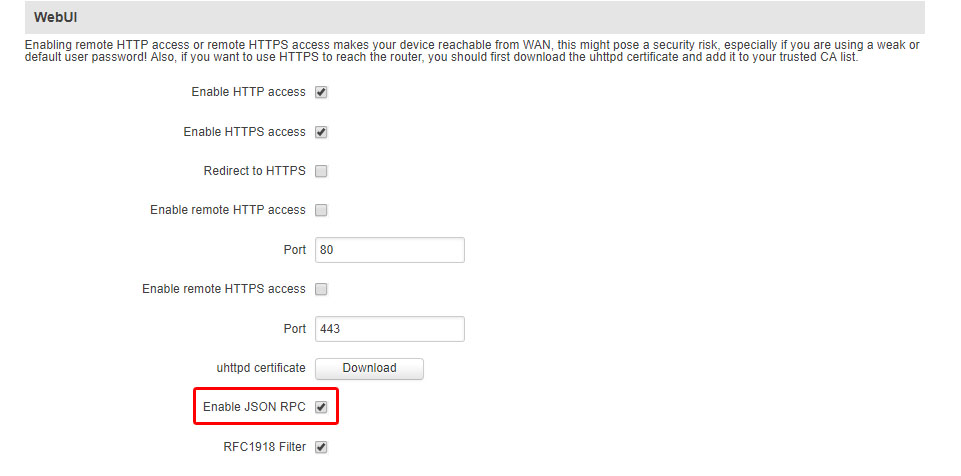 WebUI
Enabling remote HTTP access or remote HTTPS access makes your device reachable from WAN, this might pose a security risk, especially if you are using a weak or
default user password! Also, if you want to use HTTPS to reach the router, you should first download the uhttpd certificate and add it to your trusted CA list.
Enable HTTP access
Enable HTTPS access
Redirect to HTTPS
Enable remote HTTP access
Port 80
Enable remote HTTPS access
Port 443
uhttpd certificate Download
Enable JSON RPC
RFC1918 Filter